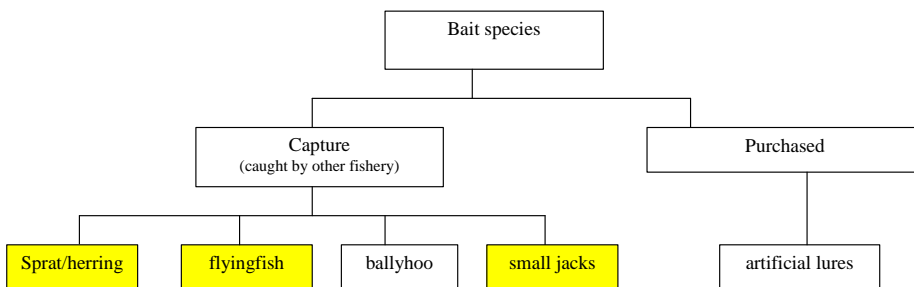 Bait species
Capture
(caught by other fishery)
Purchased
Sprat/herring
flyingfish
ballyhoo
small jacks
artificial lures